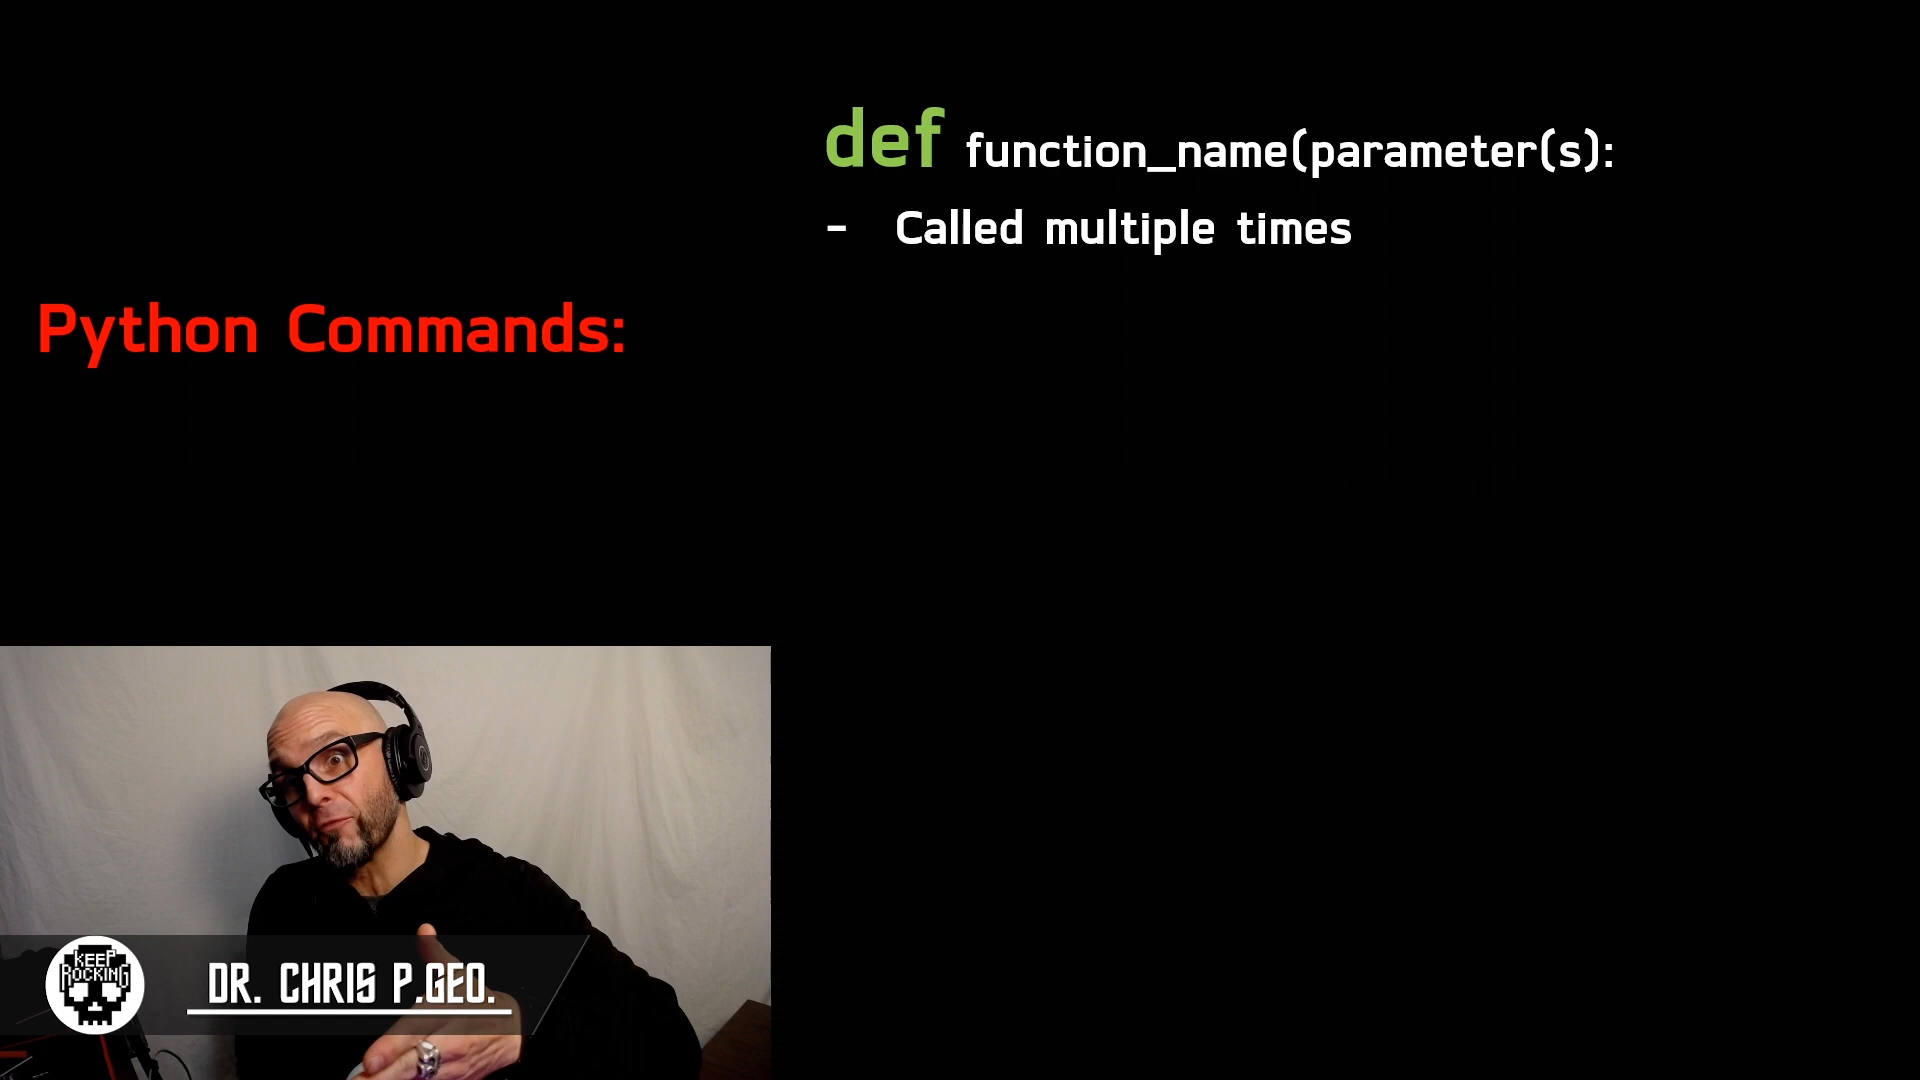 def function_name(parameter(s):
- Called multiple times
Python Commands:
KEEP
ROCKING
DR. CHRIS P.GEO.